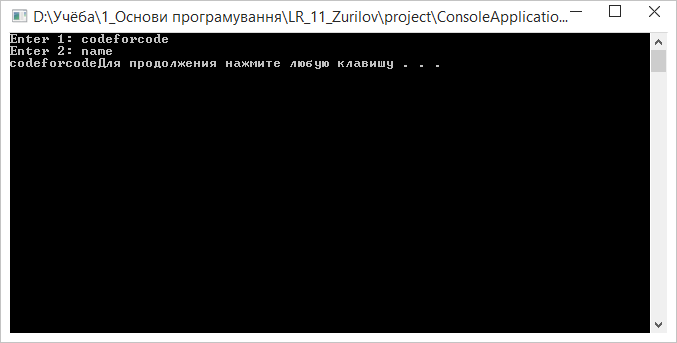 D:\Учёба\1_Основи програмування\LR_11_Zurilov\project\ConsoleApplicatio...
Enter 1: codeforcode
Enter 2: name
codeforcodeДля продолжения нажмите любую клавишу . . .